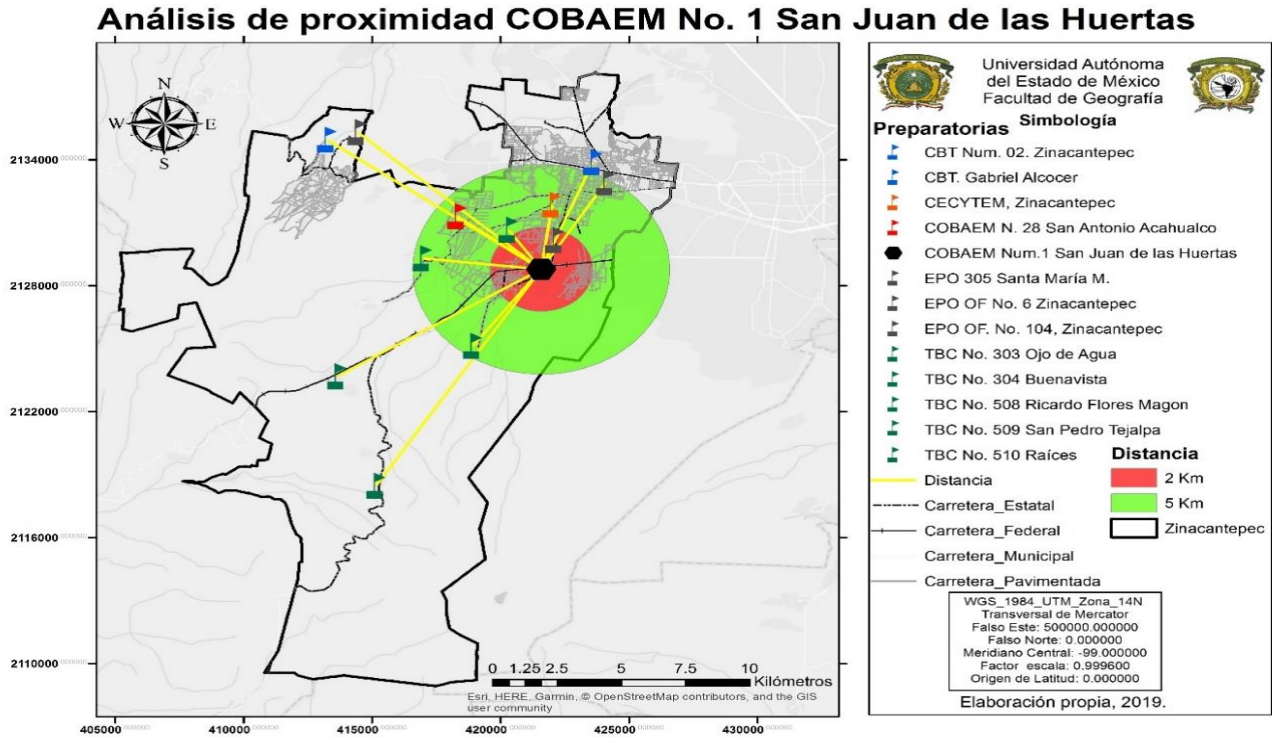 Análisis de proximidad COBAEM No. 1 San Juan de las Huertas
N
W E
S
2134000
2128000
2122000
2116000
2110000
405000 410000 415000 420000 425000 430000
0 1.25 2.5 5 7.5 10
Kilómetros
Esri, HERE, Garmin, © OpenStreetMap contributors, and the GIS
user community
Universidad Autónoma
del Estado de México
Facultad de Geografía
Simbología
Preparatorias
CBT Num. 02. Zinacantepec
CBT. Gabriel Alcocer
CECYTEM, Zinacantepec
COBAEM N. 28 San Antonio Acahualco
COBAEM Num.1 San Juan de las Huertas
EPO 305 Santa María M.
EPO OF No. 6 Zinacantepec
EPO OF. No. 104, Zinacantepec
TBC No. 303 Ojo de Agua
TBC No. 304 Buenavista
TBC No. 508 Ricardo Flores Magon
TBC No. 509 San Pedro Tejalpa
TBC No. 510 Raíces
Distancia
Carretera_Estatal
Carretera_Federal
Carretera_Municipal
Carretera_Pavimentada
Distancia
2 Km
5 Km
Zinacantepec
WGS_1984_UTM_Zona_14N
Transversal de Mercator
Falso Este: 500000.000000
Falso Norte: 0.000000
Meridiano Central: -99.000000
Factor escala: 0.999600
Origen de Latitud: 0.000000
Elaboración propia, 2019.